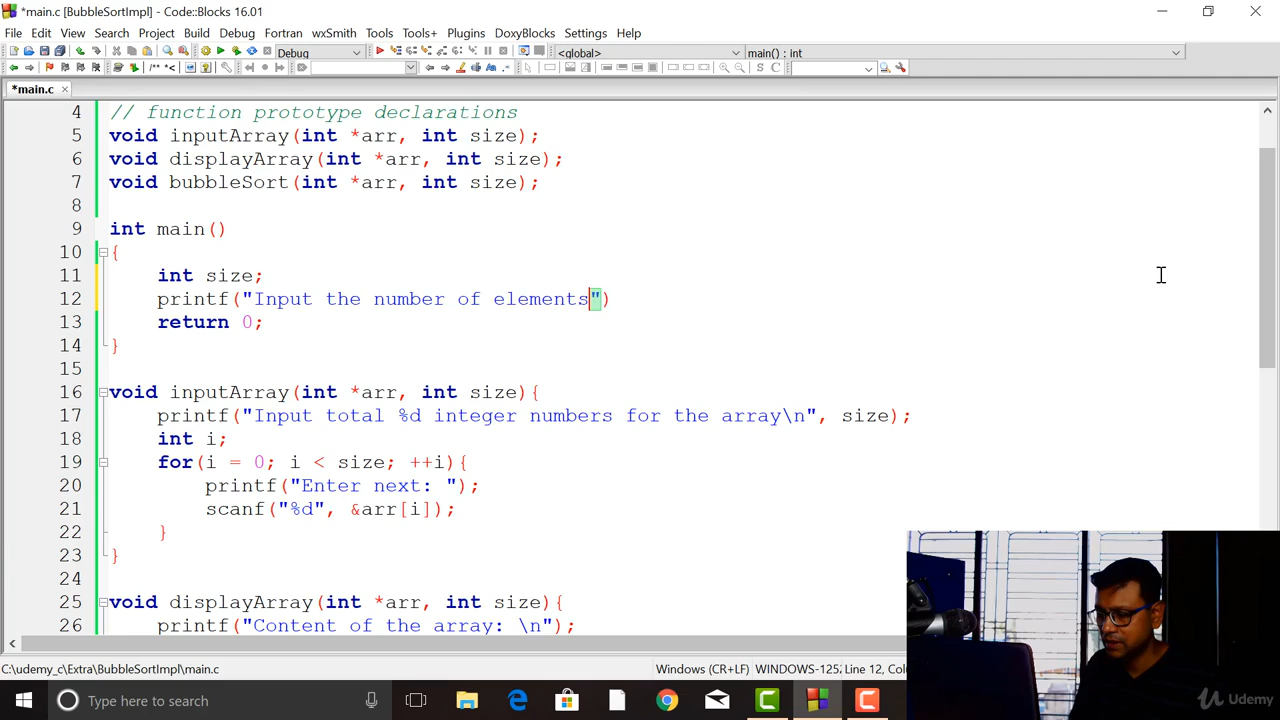 *main.c [BubbleSortImpl] - Code::Blocks 16.01
File Edit View Search Project Build Debug Fortran wxSmith Tools Tools+ Plugins DoxyBlocks Settings Help
Debug <global> main() : int
*main.c
4 // function prototype declarations
5 void inputArray(int *arr, int size);
6 void displayArray(int *arr, int size);
7 void bubbleSort(int *arr, int size);
8
9 int main()
10 {
11 int size;
12 printf("Input the number of elements")
13 return 0;
14 }
15
16 void inputArray(int *arr, int size){
17 printf("Input total %d integer numbers for the array\n", size);
18 int i;
19 for(i = 0; i < size; ++i){
20 printf("Enter next: ");
21 scanf("%d", &arr[i]);
22 }
23 }
24
25 void displayArray(int *arr, int size){
26 printf("Content of the array: \n");
C:\udemy_c\Extra\BubbleSortImpl\main.c Windows (CR+LF) WINDOWS-125 Line 12, Co
Type here to search
Udemy